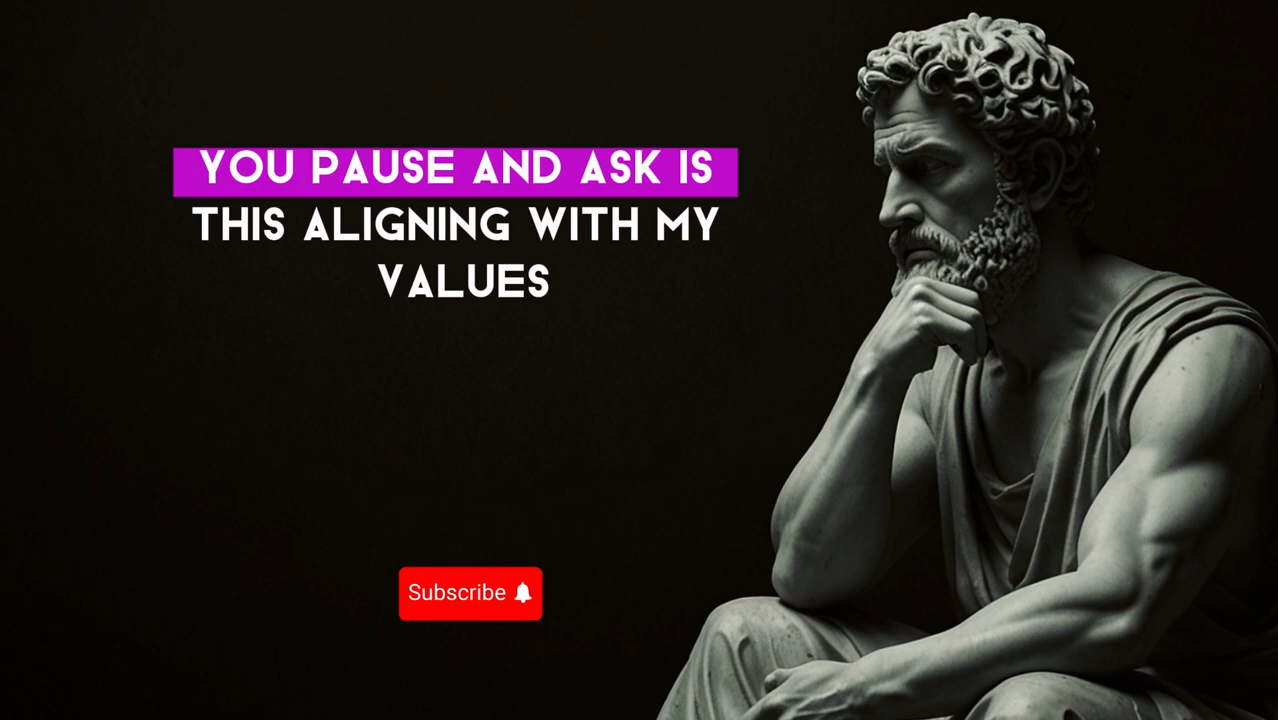 YOU PAUSE AND ASK IS
THIS ALIGNING WITH MY
VALUES
Subscribe